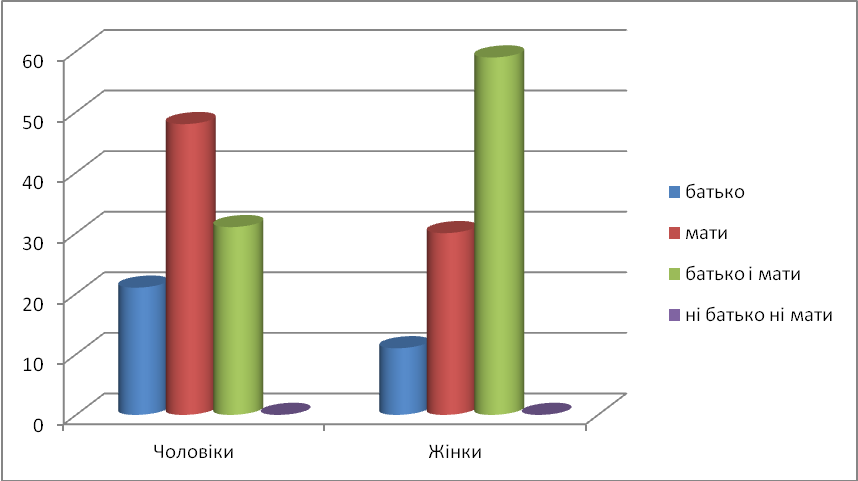 60
50
40
30
20
10
0
Чоловіки
Жінки
батько
мати
батько і мати
ні батько ні мати